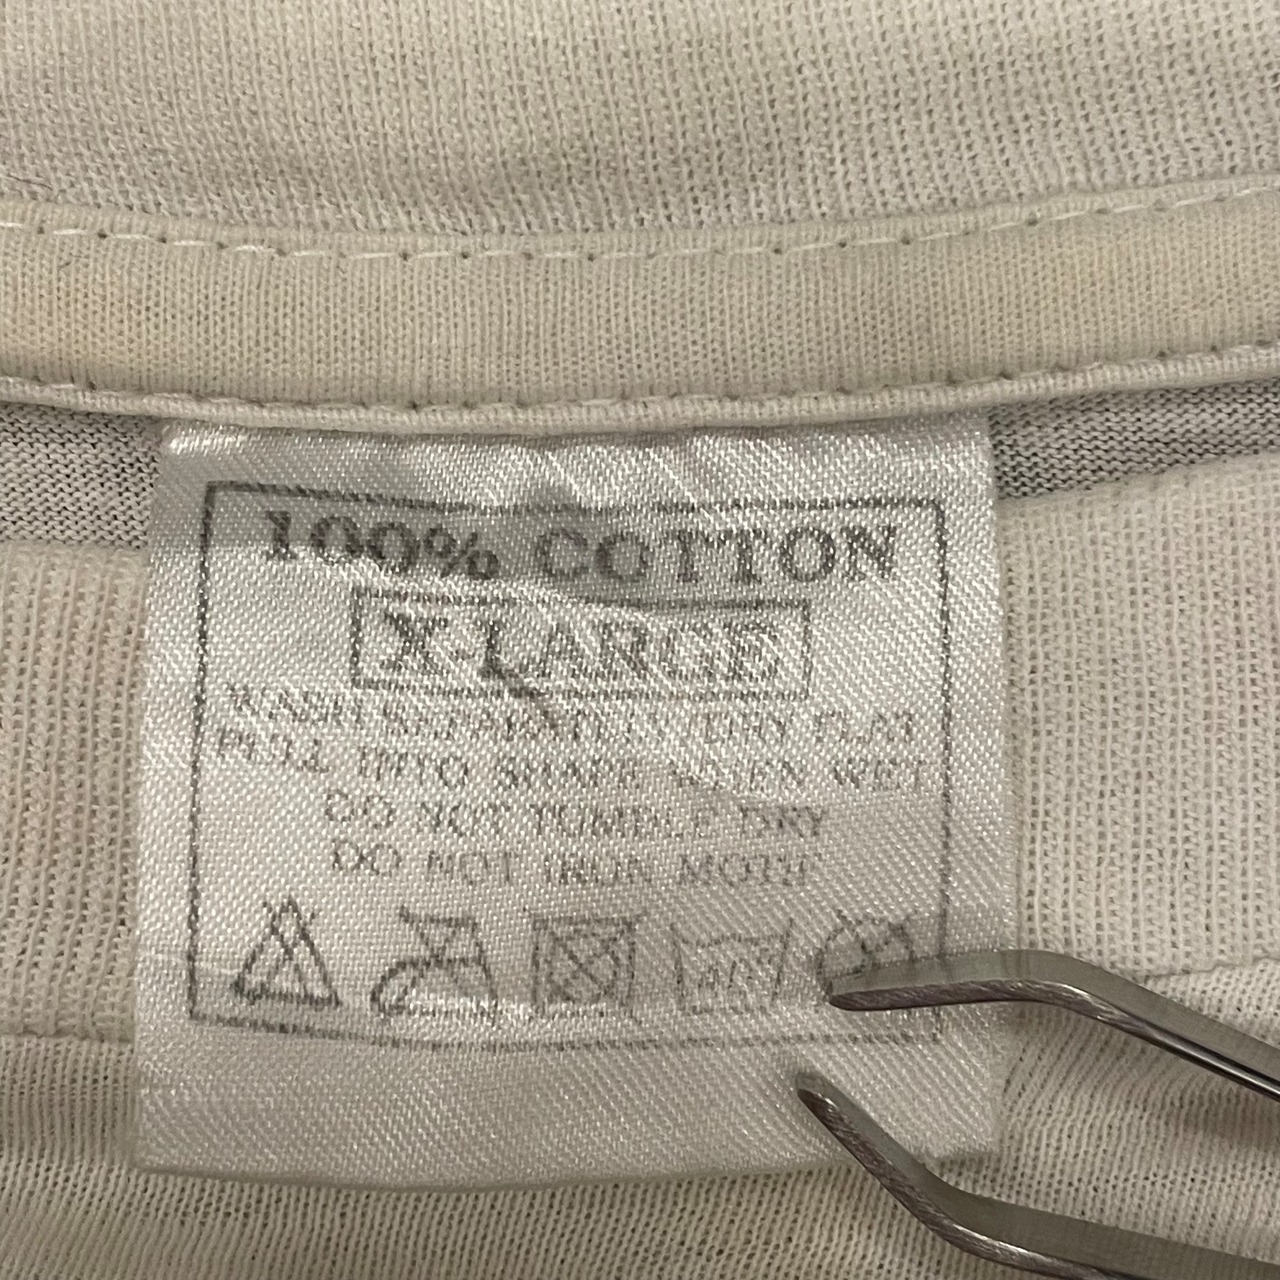 100% COTTON
X-LARGE
WASH SEPARATELY/DRY FLAT
PULL INTO SHAPE WHEN WET
DO NOT TUMBLE DRY
DO NOT IRON MOTIF
40°